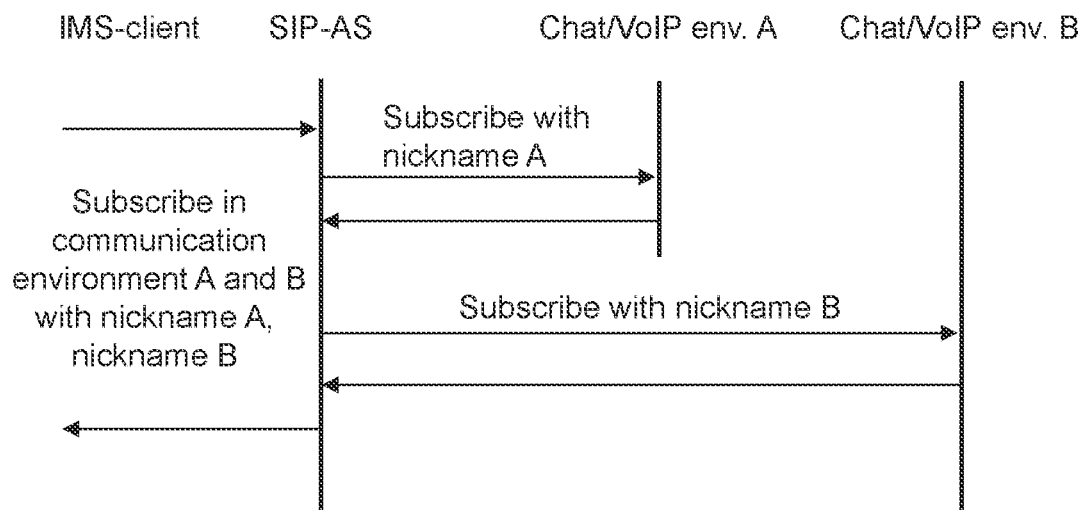 IMS-client SIP-AS Chat/VoIP env. A Chat/VoIP env. B
Subscribe with
nickname A
Subscribe in
communication
environment A and B
with nickname A,
nickname B
Subscribe with nickname B